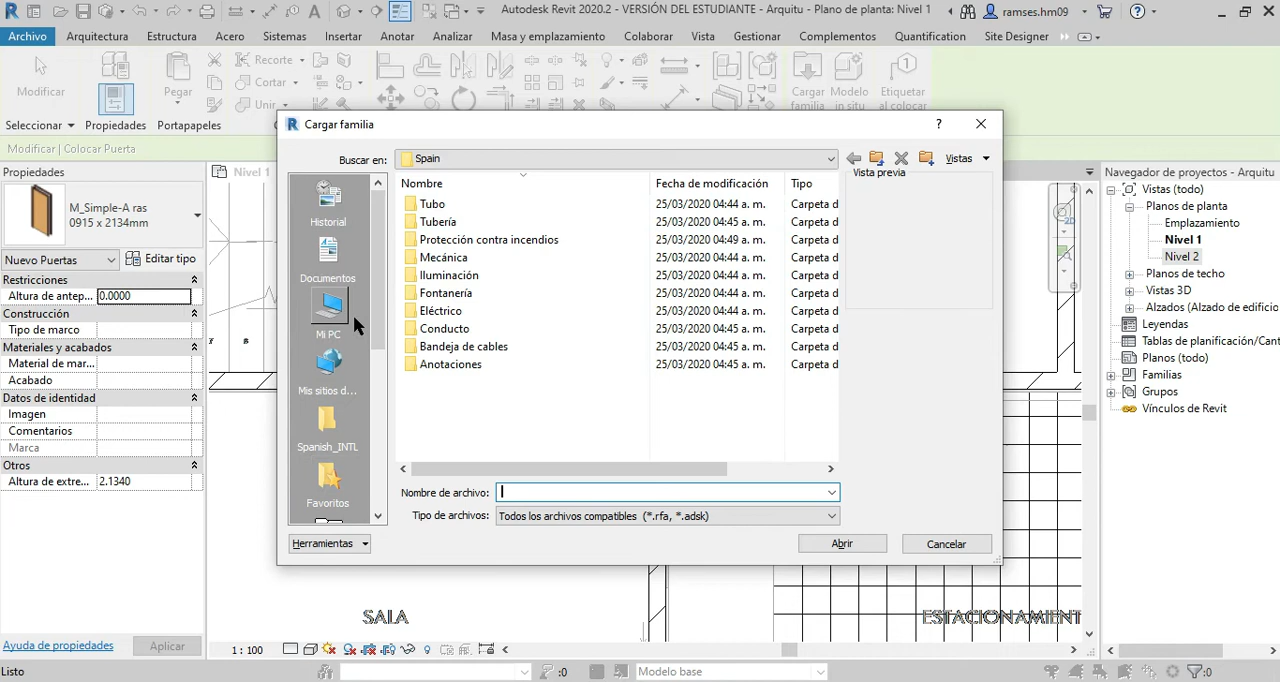 Autodesk Revit 2020.2 - VERSIÓN DEL ESTUDIANTE - Arquitu - Plano de planta: Nivel 1
ramses.hm09
Archivo Arquitectura Estructura Acero Sistemas Insertar Anotar Analizar Masa y emplazamiento Colaborar Vista Gestionar Complementos Quantification Site Designer
Modificar
Pegar
Recorte
Cortar
Unir
Cargar familia
Modelo in situ
Etiquetar al colocar
Seleccionar Propiedades Portapapeles
Modificar | Colocar Puerta
Propiedades
M_Simple-A ras
0915 x 2134mm
Nuevo Puertas Editar tipo
Restricciones
Altura de antep... 0.0000
Construcción
Tipo de marco
Materiales y acabados
Material de mar...
Acabado
Datos de identidad
Imagen
Comentarios
Marca
Otros
Altura de extre... 2.1340
Ayuda de propiedades Aplicar
Nivel 1
Cargar familia
Buscar en: Spain
Vistas
Historial
Documentos
Mi PC
Mis sitios d...
Spanish_INTL
Favoritos
Nombre Fecha de modificación Tipo
Tubo 25/03/2020 04:44 a. m. Carpeta d
Tubería 25/03/2020 04:44 a. m. Carpeta d
Protección contra incendios 25/03/2020 04:49 a. m. Carpeta d
Mecánica 25/03/2020 04:44 a. m. Carpeta d
Iluminación 25/03/2020 04:44 a. m. Carpeta d
Fontanería 25/03/2020 04:44 a. m. Carpeta d
Eléctrico 25/03/2020 04:44 a. m. Carpeta d
Conducto 25/03/2020 04:45 a. m. Carpeta d
Bandeja de cables 25/03/2020 04:45 a. m. Carpeta d
Anotaciones 25/03/2020 04:45 a. m. Carpeta d
Vista previa
Nombre de archivo:
Tipo de archivos: Todos los archivos compatibles (*.rfa, *.adsk)
Herramientas Abrir Cancelar
Navegador de proyectos - Arquitu
Vistas (todo)
Planos de planta
Emplazamiento
Nivel 1
Nivel 2
Planos de techo
Vistas 3D
Alzados (Alzado de edificio
Leyendas
Tablas de planificación/Cant
Planos (todo)
Familias
Grupos
Vínculos de Revit
SALA
ESTACIONAMIENT
1 : 100
Listo
:0
Modelo base
:0